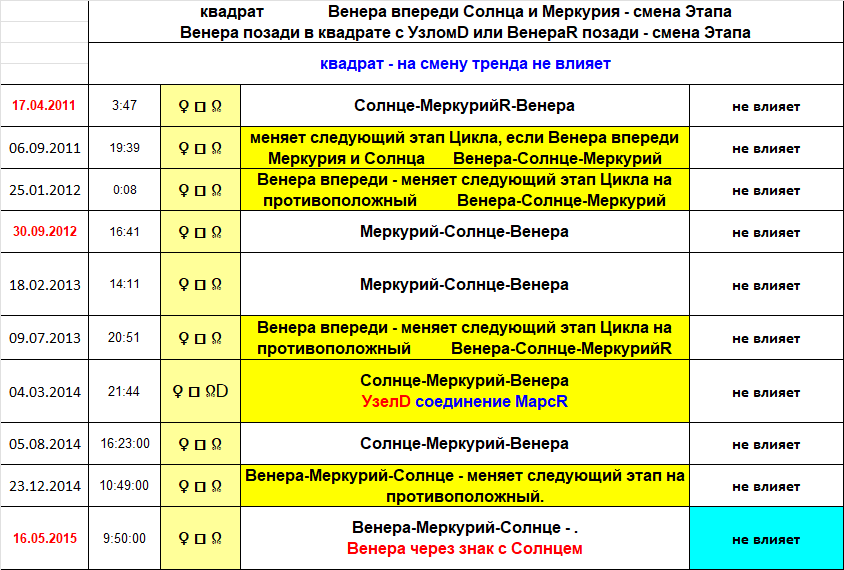 квадрат Венера впереди Солнца и Меркурия - смена Этапа
Венера позади в квадрате с УзломD или ВенераR позади - смена Этапа
квадрат - на смену тренда не влияет
17.04.2011 3:47 ♀ □ ☊ Солнце-МеркурийR-Венера не влияет
06.09.2011 19:39 ♀ □ ☊ меняет следующий этап Цикла, если Венера впереди
Меркурия и Солнца Венера-Солнце-Меркурий не влияет
25.01.2012 0:08 ♀ □ ☊ Венера впереди - меняет следующий этап Цикла на
противоположный Венера-Солнце-Меркурий не влияет
30.09.2012 16:41 ♀ □ ☊ Меркурий-Солнце-Венера не влияет
18.02.2013 14:11 ♀ □ ☊ Меркурий-Солнце-Венера не влияет
09.07.2013 20:51 ♀ □ ☊ Венера впереди - меняет следующий этап Цикла на
противоположный Венера-Солнце-МеркурийR не влияет
04.03.2014 21:44 ♀ □ ☊D Солнце-Меркурий-Венера
УзелD соединение МарсR не влияет
05.08.2014 16:23:00 ♀ □ ☊ Солнце-Меркурий-Венера не влияет
23.12.2014 10:49:00 ♀ □ ☊ Венера-Меркурий-Солнце - меняет следующий этап на
противоположный. не влияет
16.05.2015 9:50:00 ♀ □ ☊ Венера-Меркурий-Солнце - .
Венера через знак с Солнцем не влияет